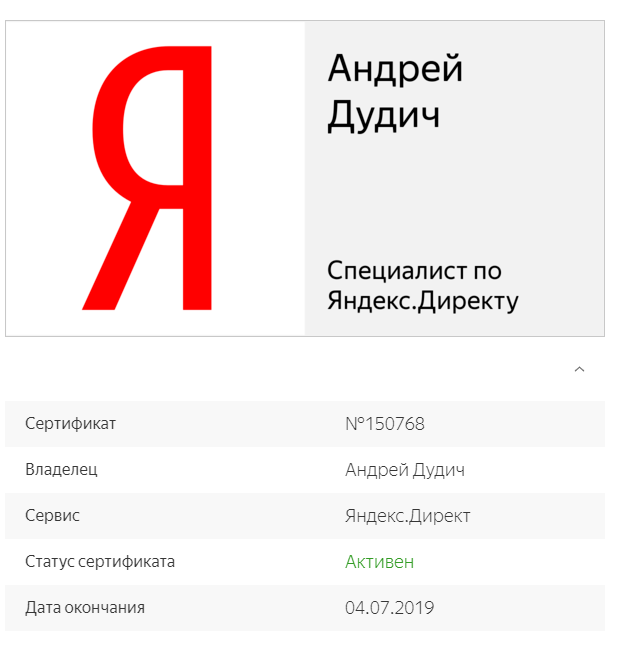 Я
Андрей
Дудич
Специалист по
Яндекс.Директу
Сертификат №150768
Владелец Андрей Дудич
Сервис Яндекс.Директ
Статус сертификата Активен
Дата окончания 04.07.2019